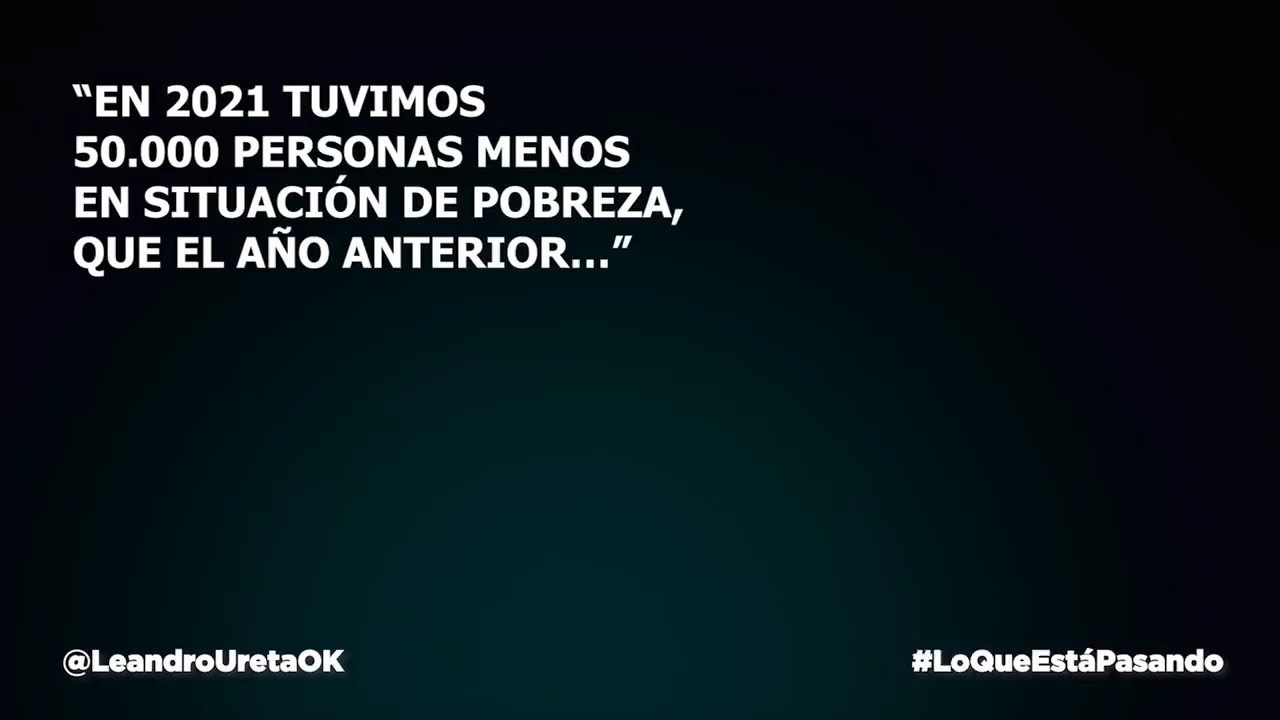 “EN 2021 TUVIMOS
50.000 PERSONAS MENOS
EN SITUACIÓN DE POBREZA,
QUE EL AÑO ANTERIOR...”
@LeandroUretaOK
#LoQueEstáPasando